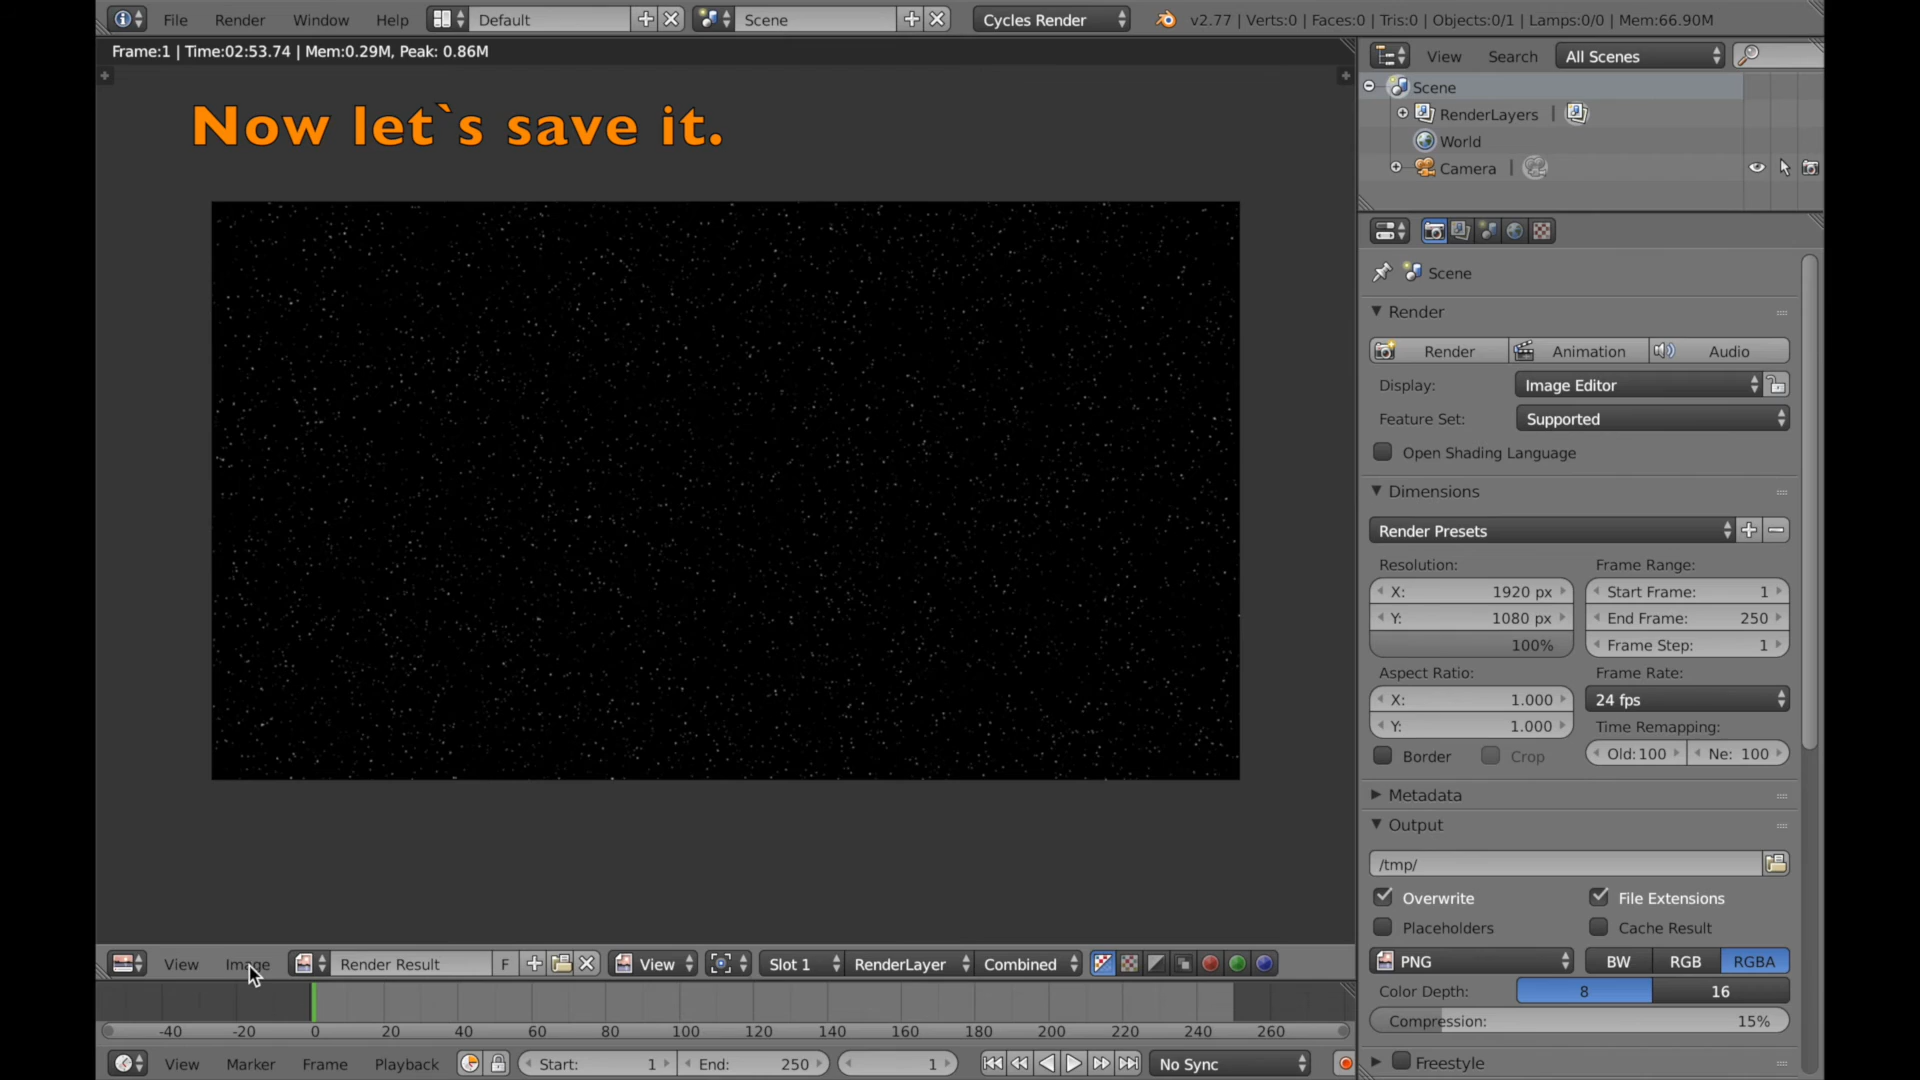 File Render Window Help Default Scene Cycles Render v2.77 | Verts:0 | Faces:0 | Tris:0 | Objects:0/1 | Lamps:0/0 | Mem:66.90M
Frame:1 | Time:02:53.74 | Mem:0.29M, Peak: 0.86M
View Search All Scenes
Now let`s save it.
Scene
RenderLayers |
World
Camera |
Scene
Render
Render Animation Audio
Display: Image Editor
Feature Set: Supported
Open Shading Language
Dimensions
Render Presets
Resolution: Frame Range:
X: 1920 px Start Frame: 1
Y: 1080 px End Frame: 250
100% Frame Step: 1
Aspect Ratio: Frame Rate:
X: 1.000 24 fps
Y: 1.000 Time Remapping:
Border Crop Old:100 Ne: 100
Metadata
Output
/tmp/
Overwrite File Extensions
Placeholders Cache Result
PNG BW RGB RGBA
Color Depth: 8 16
Compression: 15%
Freestyle
View Image Render Result F View Slot 1 RenderLayer Combined
-40 -20 0 20 40 60 80 100 120 140 160 180 200 220 240 260
View Marker Frame Playback Start: 1 End: 250 1 No Sync